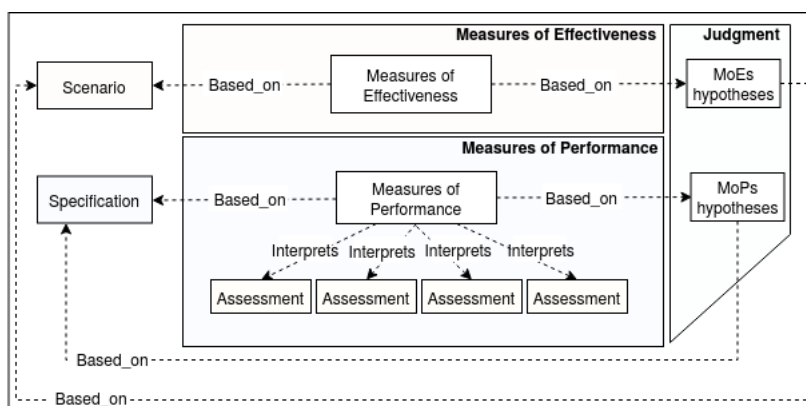 Measures of Effectiveness
Judgment
Scenario
Based_on
Measures of
Effectiveness
Based_on
MoEs
hypotheses
Measures of Performance
Specification
Based_on
Measures of
Performance
Based_on
MoPs
hypotheses
Interprets
Interprets
Interprets
Interprets
Assessment
Assessment
Assessment
Assessment
Based_on
Based_on